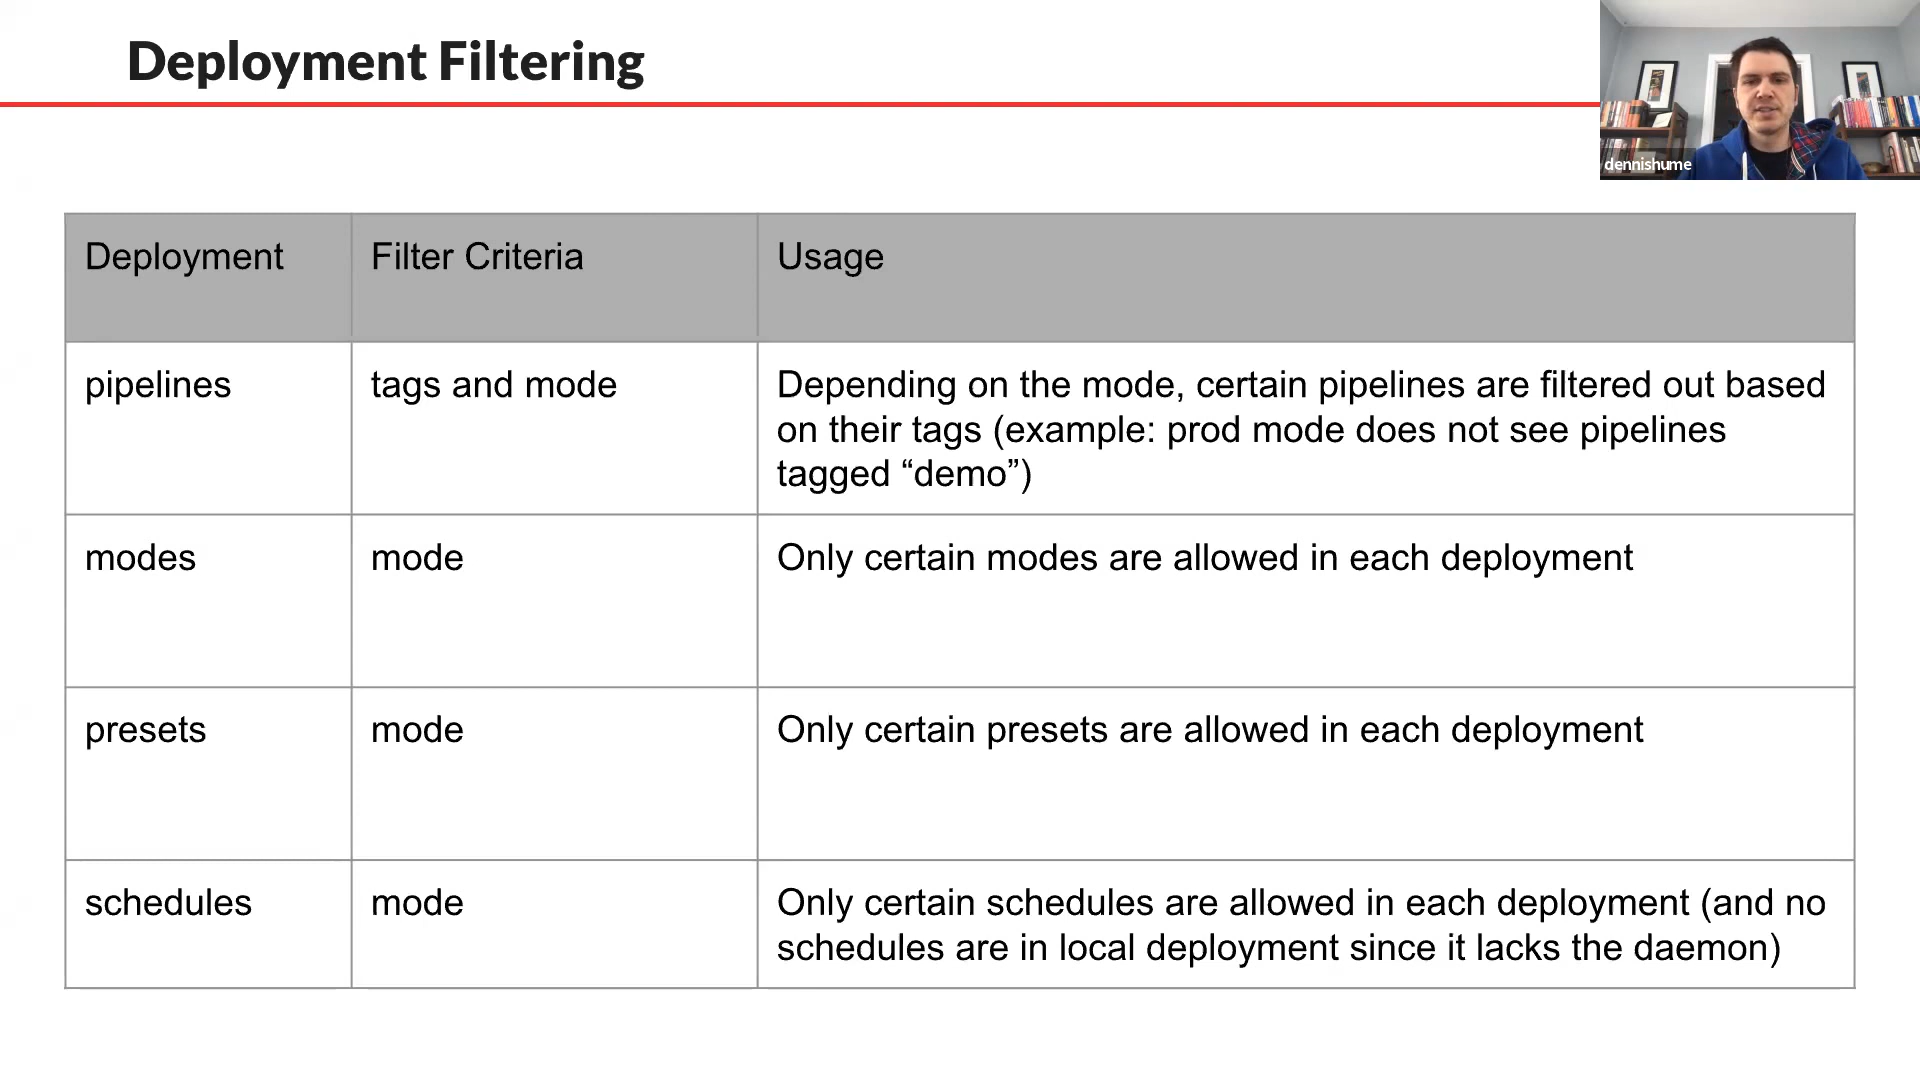 Deployment Filtering
dennishume
Deployment
Filter Criteria
Usage
pipelines
tags and mode
Depending on the mode, certain pipelines are filtered out based
on their tags (example: prod mode does not see pipelines
tagged “demo”)
modes
mode
Only certain modes are allowed in each deployment
presets
mode
Only certain presets are allowed in each deployment
schedules
mode
Only certain schedules are allowed in each deployment (and no
schedules are in local deployment since it lacks the daemon)